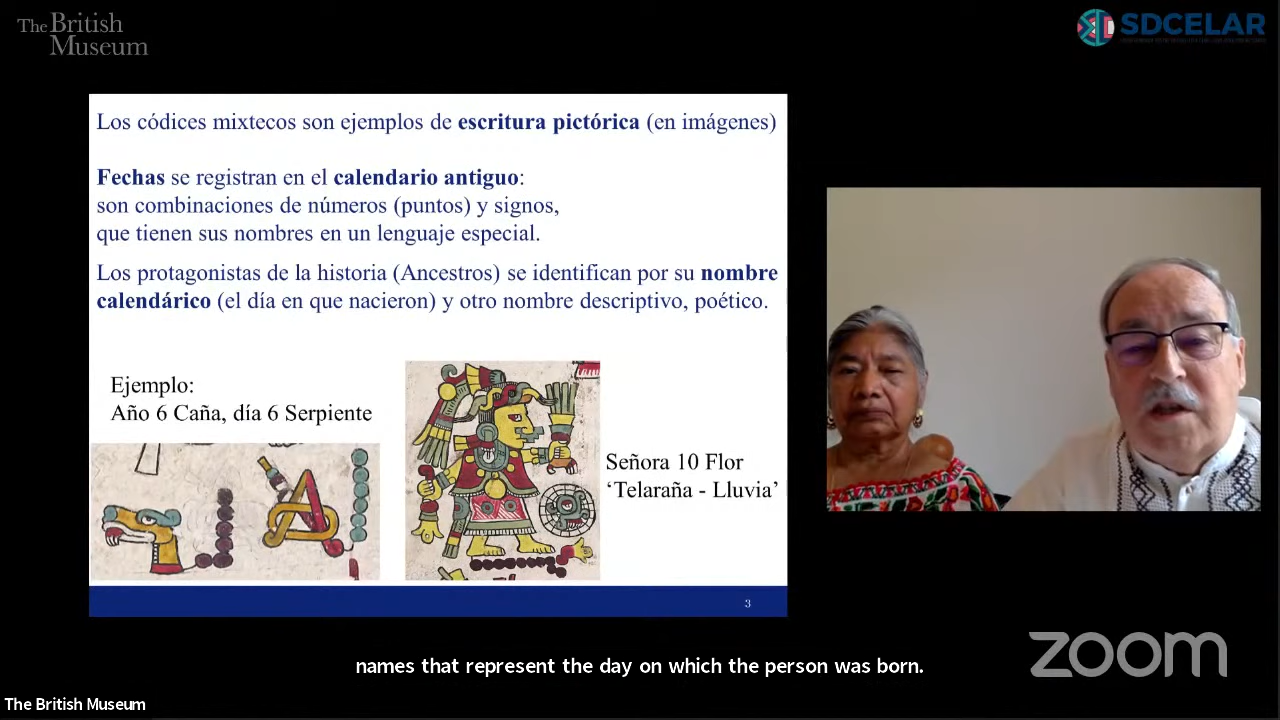 The British
Museum
SDCELAR
Los códices mixtecos son ejemplos de escritura pictórica (en imágenes)
Fechas se registran en el calendario antiguo:
son combinaciones de números (puntos) y signos,
que tienen sus nombres en un lenguaje especial.
Los protagonistas de la historia (Ancestros) se identifican por su nombre
calendárico (el día en que nacieron) y otro nombre descriptivo, poético.
Ejemplo:
Año 6 Caña, día 6 Serpiente
Señora 10 Flor
‘Telaraña - Lluvia’
3
names that represent the day on which the person was born.
zoom
The British Museum